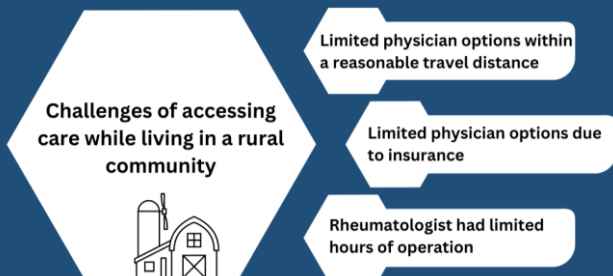 Challenges of accessing
care while living in a rural
community
Limited physician options within
a reasonable travel distance
Limited physician options due
to insurance
Rheumatologist had limited
hours of operation